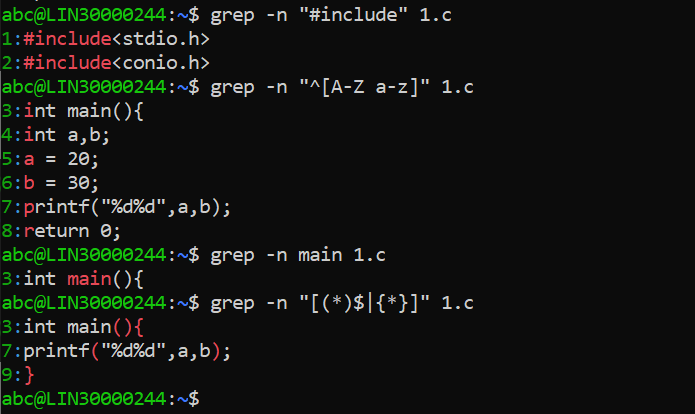 abc@LIN30000244:~$ grep -n "#include" 1.c
1:#include<stdio.h>
2:#include<conio.h>
abc@LIN30000244:~$ grep -n "^[A-Z a-z]" 1.c
3:int main(){
4:int a,b;
5:a = 20;
6:b = 30;
7:printf("%d%d",a,b);
8:return 0;
abc@LIN30000244:~$ grep -n main 1.c
3:int main(){
abc@LIN30000244:~$ grep -n "[(*)$|{*}]" 1.c
3:int main(){
7:printf("%d%d",a,b);
9:}
abc@LIN30000244:~$